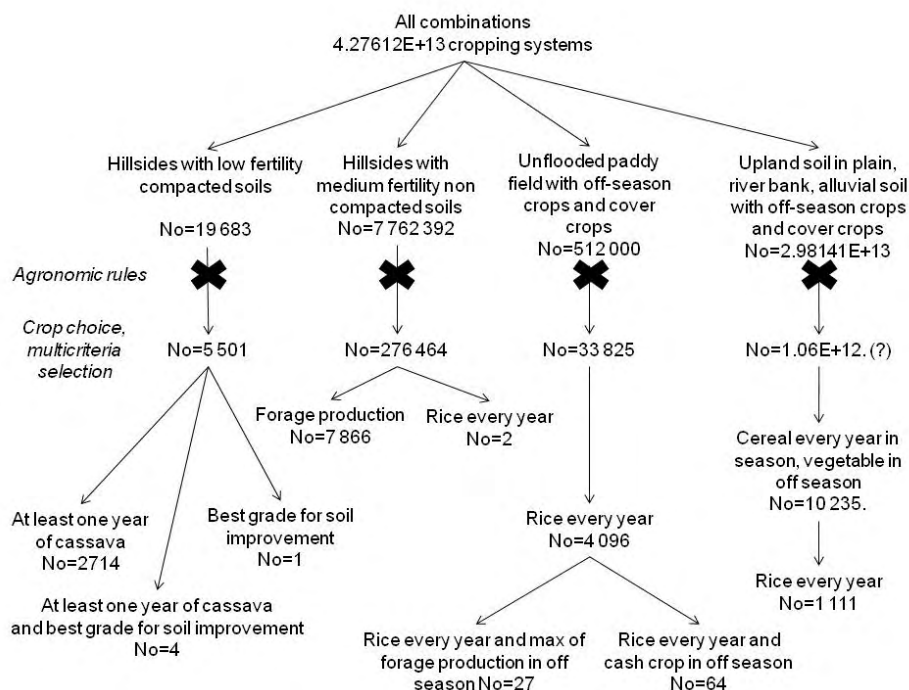 All combinations
4.27612E+13 cropping systems
Hillsides with low fertility
compacted soils
No=19 683
Hillsides with
medium fertility non
compacted soils
No=7 762 392
Unflooded paddy
field with off-season
crops and cover
crops
No=512 000
Upland soil in plain,
river bank, alluvial soil
with off-season crops
and cover crops
No=2.98141E+13
Agronomic rules
Crop choice,
multicriteria
selection
No=5 501
No=276 464
No=33 825
No=1.06E+12. (?)
Forage production
No=7 866
Rice every year
No=2
Cereal every year in
season, vegetable in
off season
No=10 235.
At least one year
of cassava
No=2714
Best grade for soil
improvement
No=1
Rice every year
No=4 096
Rice every year
No=1 111
At least one year of cassava
and best grade for soil improvement
No=4
Rice every year and max of
forage production in off
season No=27
Rice every year and
cash crop in off season
No=64